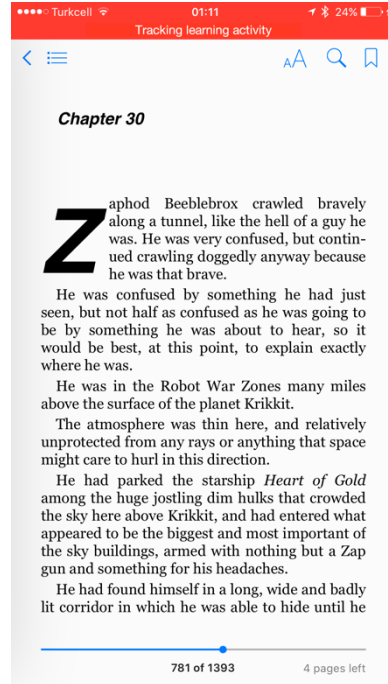 Turkcell 01:11 24%
Tracking learning activity
AA
Chapter 30
Zaphod Beeblebrox crawled bravely
along a tunnel, like the hell of a guy he
was. He was very confused, but contin-
ued crawling doggedly anyway because
he was that brave.
He was confused by something he had just
seen, but not half as confused as he was going to
be by something he was about to hear, so it
would be best, at this point, to explain exactly
where he was.
He was in the Robot War Zones many miles
above the surface of the planet Krikkit.
The atmosphere was thin here, and relatively
unprotected from any rays or anything that space
might care to hurl in this direction.
He had parked the starship Heart of Gold
among the huge jostling dim hulks that crowded
the sky here above Krikkit, and had entered what
appeared to be the biggest and most important of
the sky buildings, armed with nothing but a Zap
gun and something for his headaches.
He had found himself in a long, wide and badly
lit corridor in which he was able to hide until he
781 of 1393 4 pages left